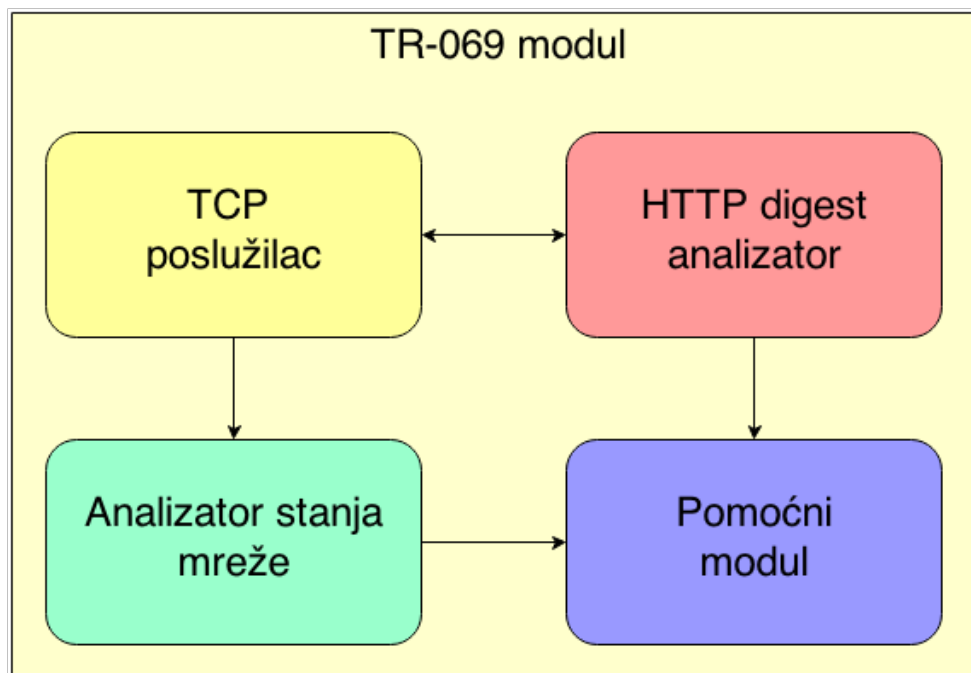 TR-069 modul
TCP
poslužilac
HTTP digest
analizator
Analizator stanja
mreže
Pomoćni
modul